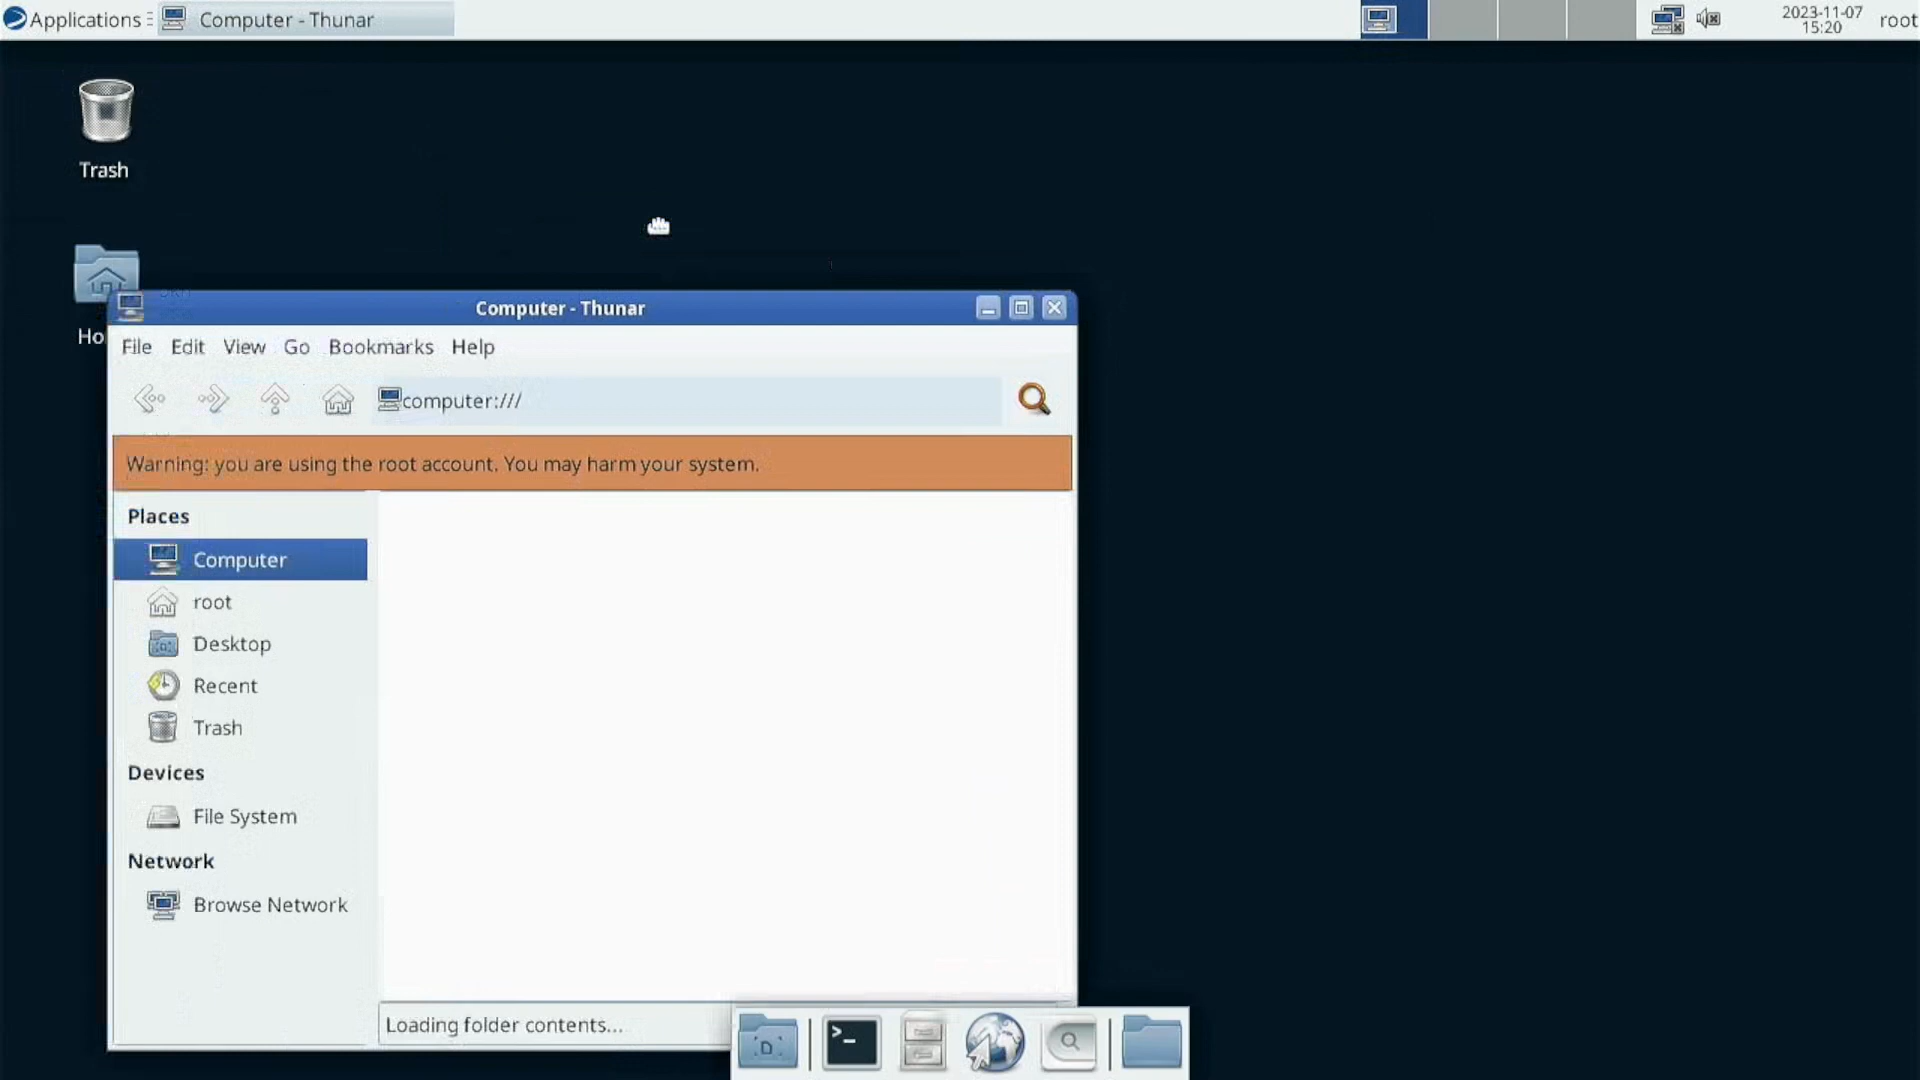 Applications
Computer - Thunar
2023-11-07
15:20
root
Trash
Ho
Computer - Thunar
File Edit View Go Bookmarks Help
computer:///
Warning: you are using the root account. You may harm your system.
Places
Computer
root
Desktop
Recent
Trash
Devices
File System
Network
Browse Network
Loading folder contents...
>_
D